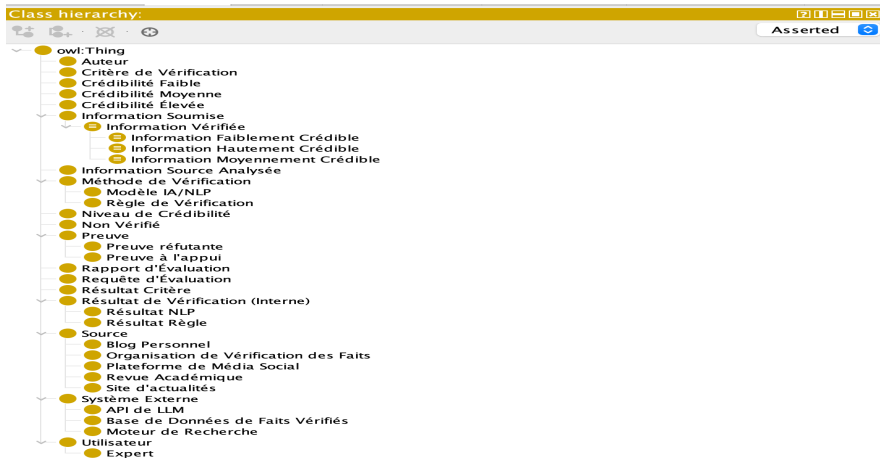 Class hierarchy:
Asserted
owl:Thing
Auteur
Critère de Vérification
Crédibilité Faible
Crédibilité Moyenne
Crédibilité Élevée
Information Soumise
Information Vérifiée
Information Faiblement Crédible
Information Hautement Crédible
Information Moyennement Crédible
Information Source Analysée
Méthode de Vérification
Modèle IA/NLP
Règle de Vérification
Niveau de Crédibilité
Non Vérifié
Preuve
Preuve réfutante
Preuve à l'appui
Rapport d'Évaluation
Requête d'Évaluation
Résultat Critère
Résultat de Vérification (Interne)
Résultat NLP
Résultat Règle
Source
Blog Personnel
Organisation de Vérification des Faits
Plateforme de Média Social
Revue Académique
Site d'actualités
Système Externe
API de LLM
Base de Données de Faits Vérifiés
Moteur de Recherche
Utilisateur
Expert